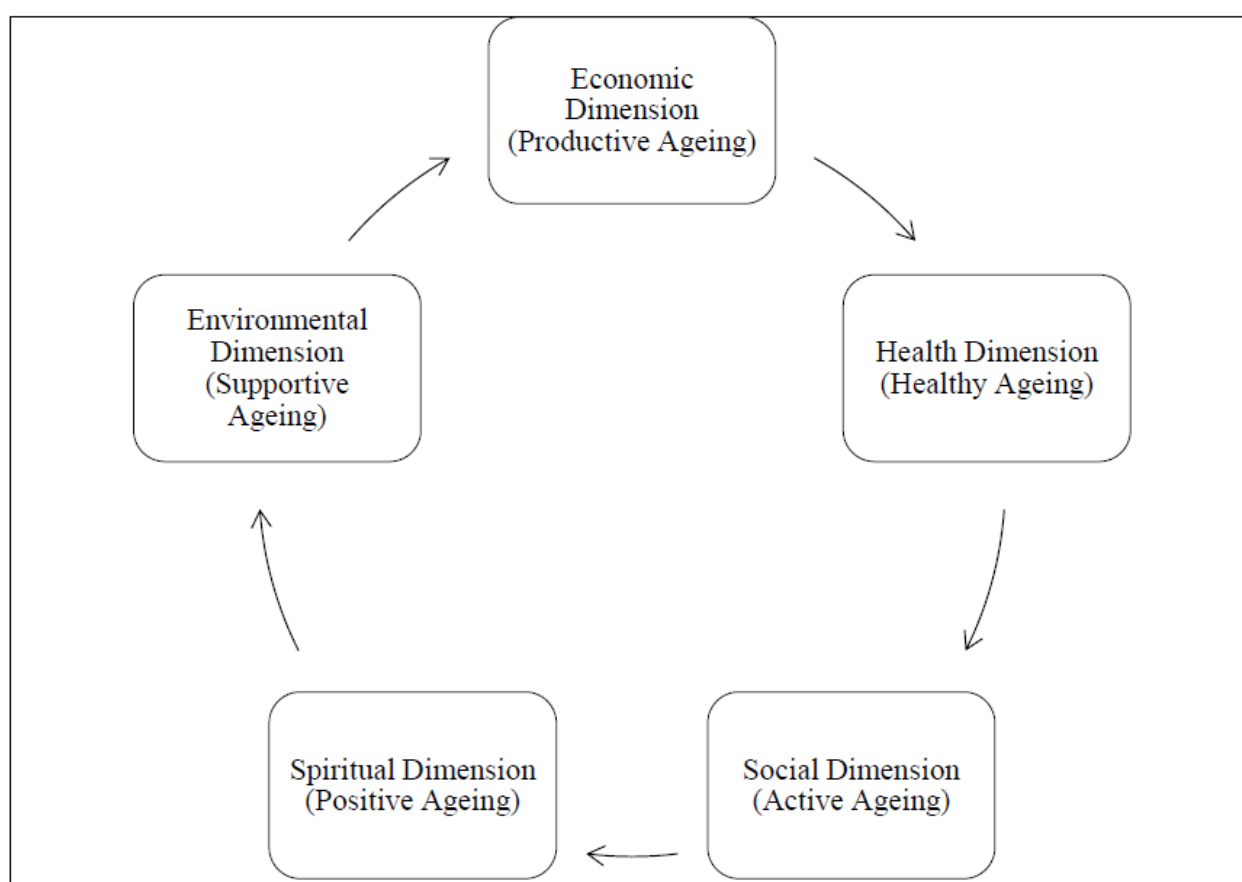 Economic
Dimension
(Productive Ageing)
Health Dimension
(Healthy Ageing)
Social Dimension
(Active Ageing)
Spiritual Dimension
(Positive Ageing)
Environmental
Dimension
(Supportive
Ageing)